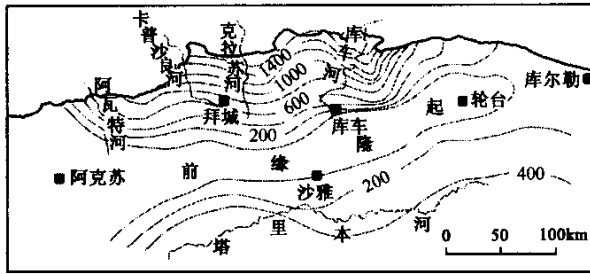 卡普沙良河
克拉苏河
库车河
阿瓦特河
1400
1000
600
200
拜城
库车
轮台
库尔勒
阿克苏
沙雅
前缘隆起
200
400
塔里本河
0 50 100km